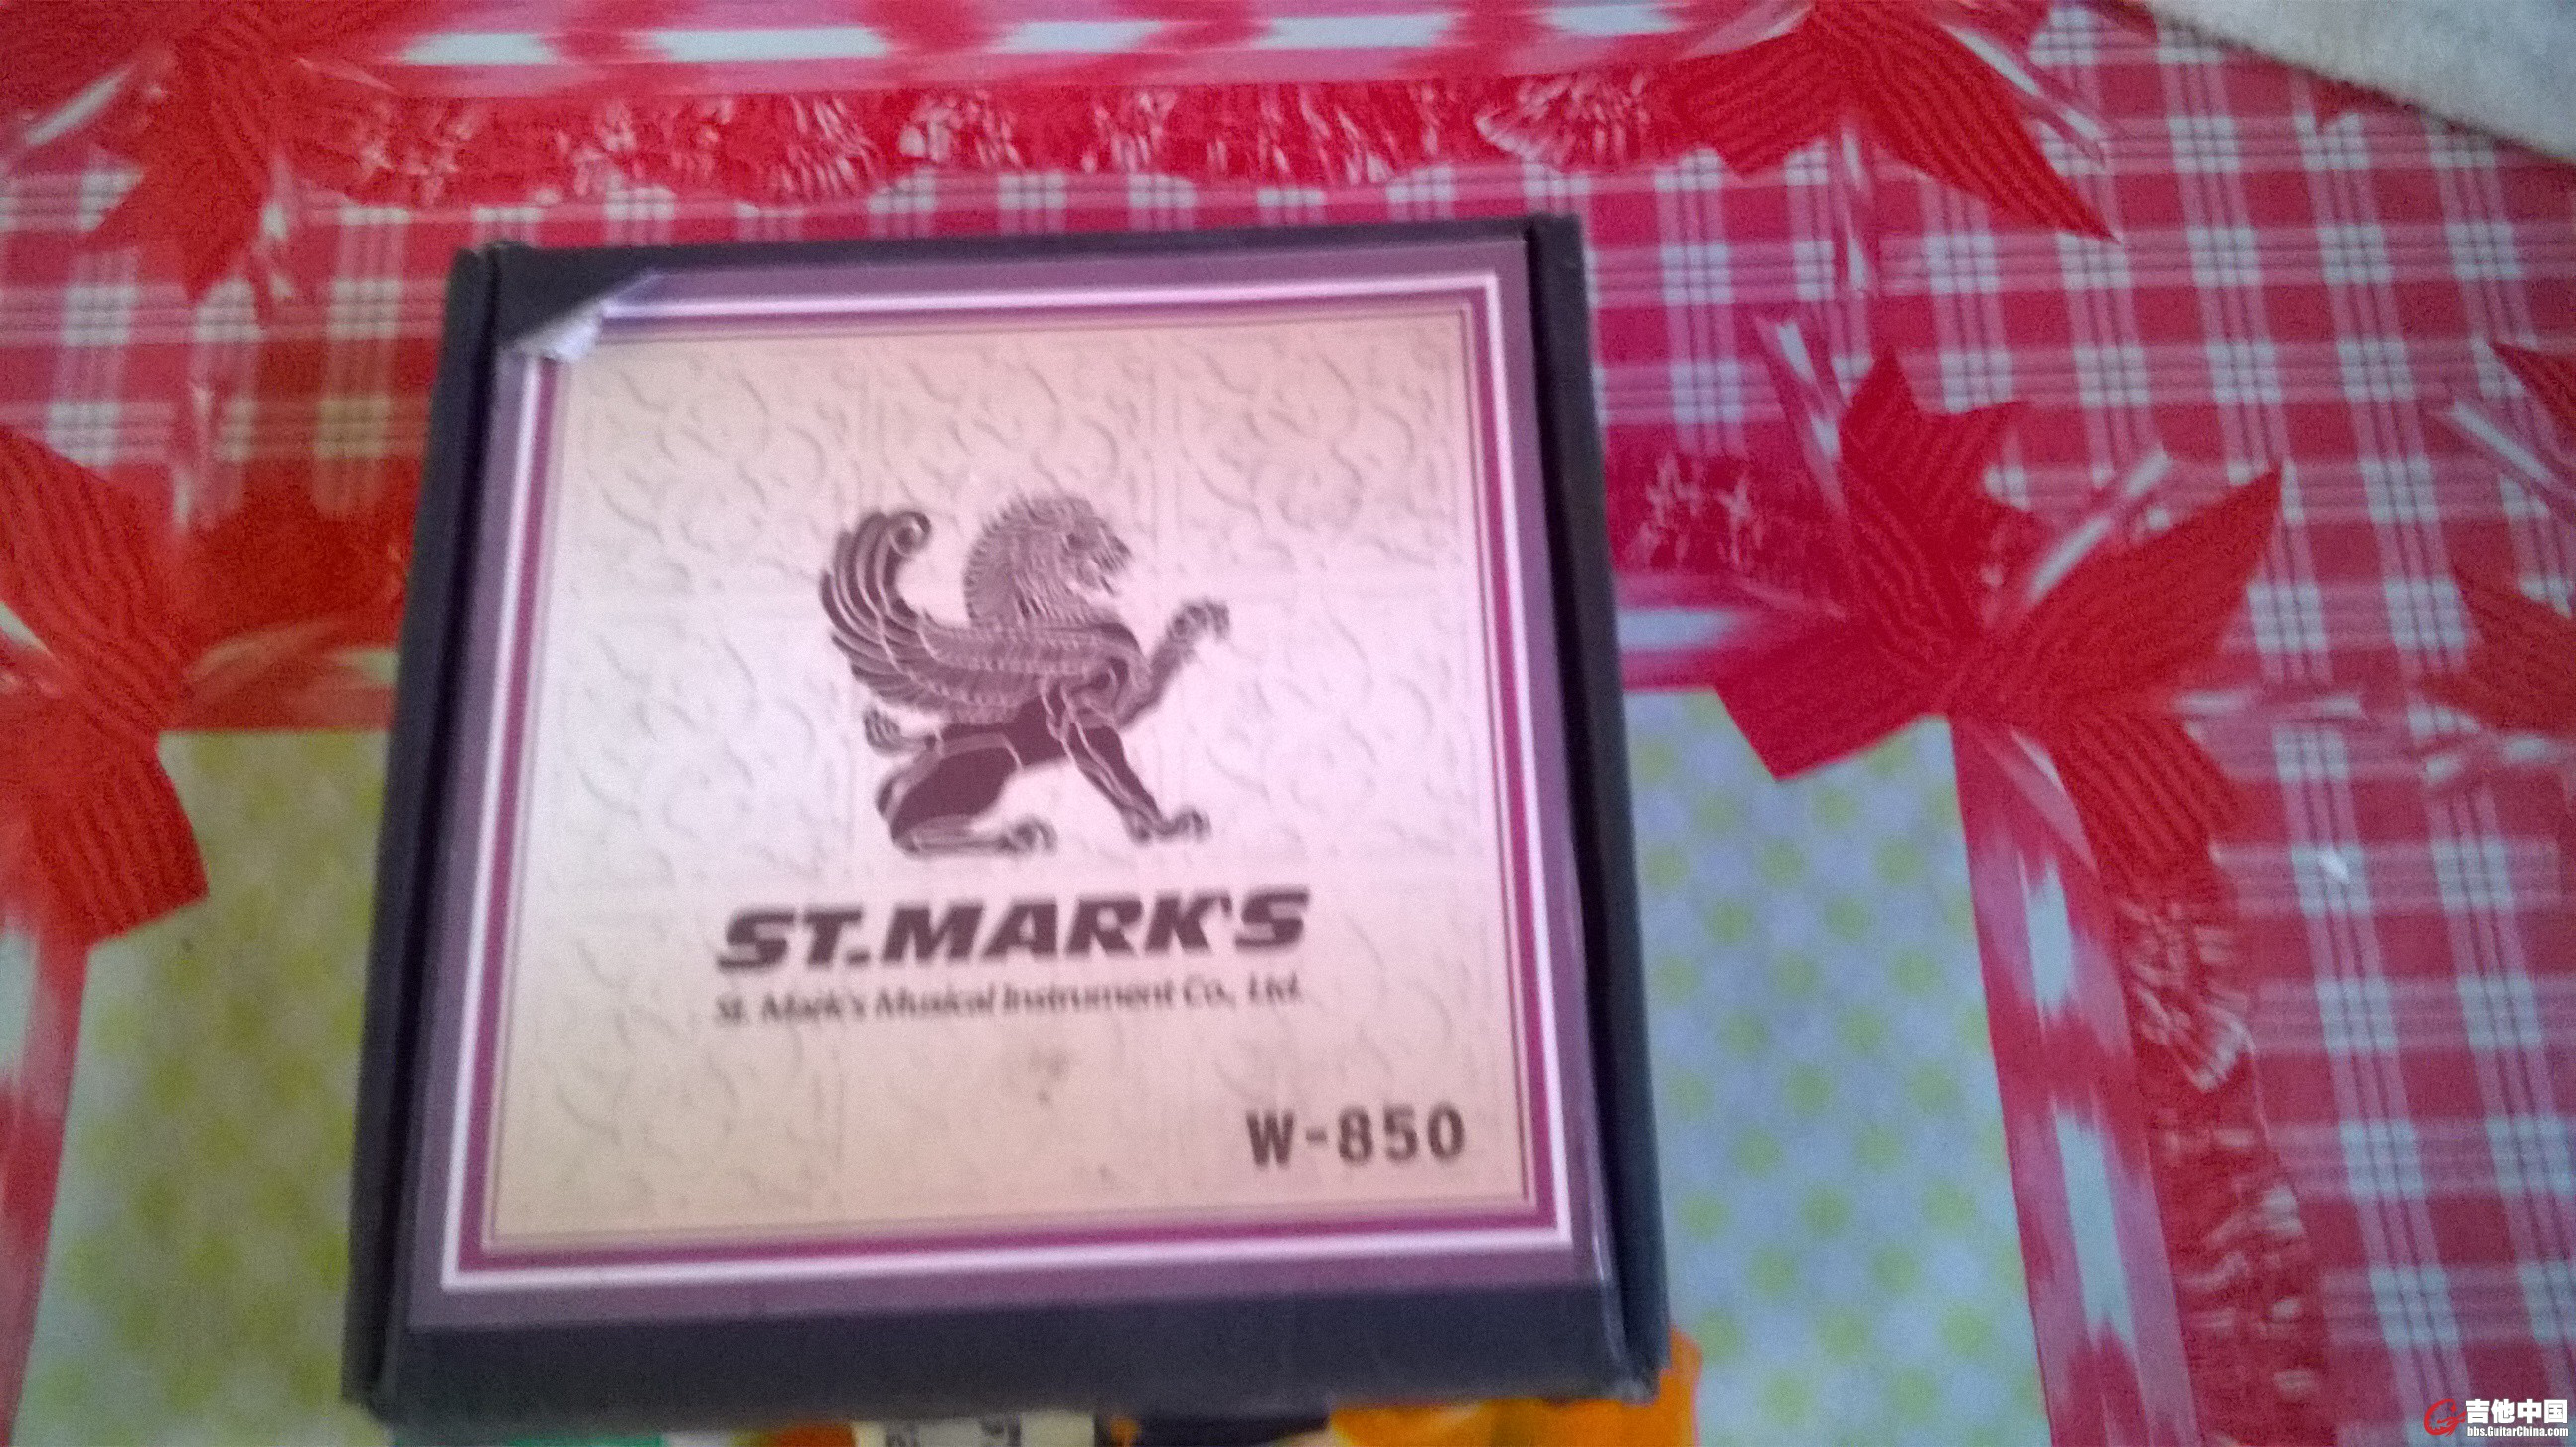 ST.MARK'S
St. Mark's Musical Instrument Co., Ltd.
W-850
吉他中国
bbs.GuitarChina.com